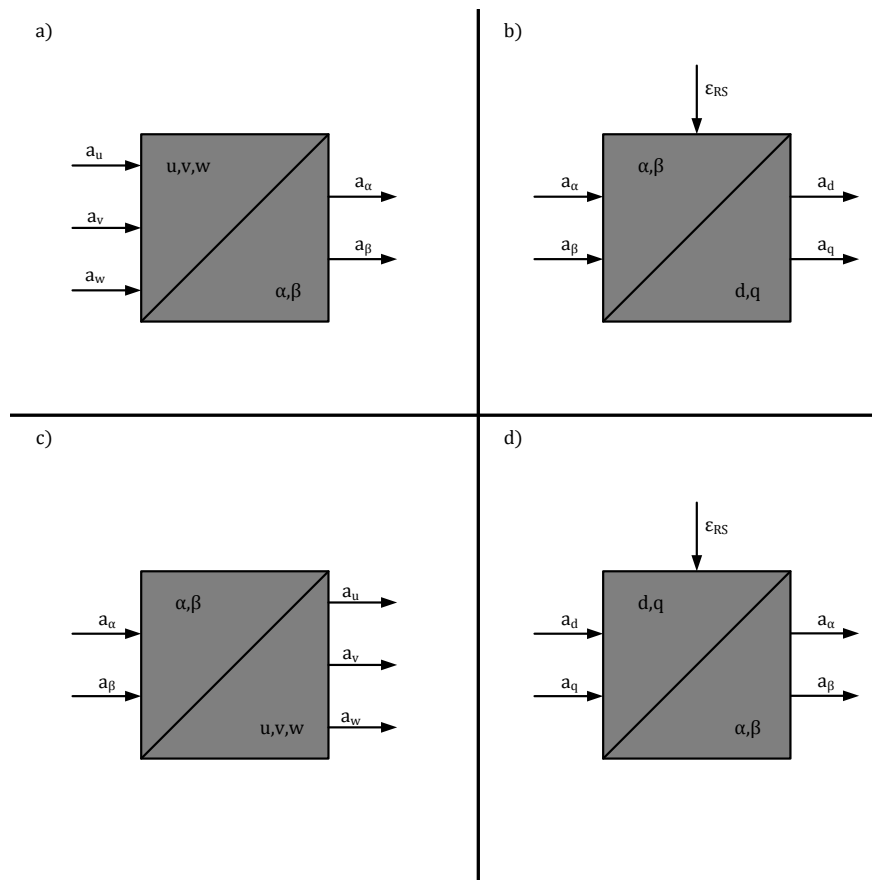 a)
a_u
a_v
a_w
u,v,w
α,β
a_α
a_β
b)
ε_RS
a_α
a_β
α,β
d,q
a_d
a_q
c)
a_α
a_β
α,β
u,v,w
a_u
a_v
a_w
d)
ε_RS
a_d
a_q
d,q
α,β
a_α
a_β